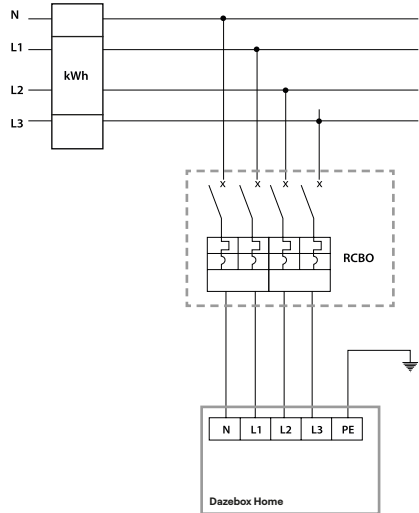 N
L1
kWh
L2
L3
x x x x
RCBO
N L1 L2 L3 PE
Dazebox Home